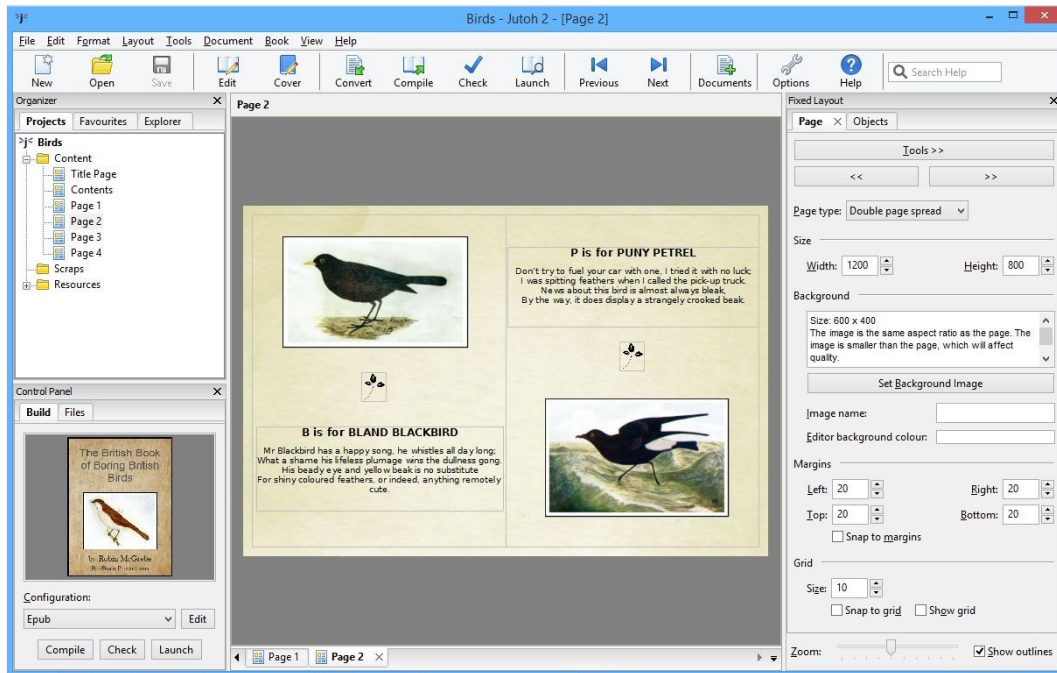 Birds - Jutoh 2 - [Page 2]
File Edit Format Layout Tools Document Book View Help
New Open Save Edit Cover Convert Compile Check Launch Previous Next Documents Options Help Search Help
Organizer
Projects Favourites Explorer
Birds
Content
Title Page
Contents
Page 1
Page 2
Page 3
Page 4
Scraps
Resources
Control Panel
Build Files
The British Book
of Boring British
Birds
by Robin McGrebe
Configuration:
Epub Edit
Compile Check Launch
Page 2
B is for BLAND BLACKBIRD
Mr Blackbird has a happy song, he whistles all day long;
What a shame his lifeless plumage wins the dullness gong.
His beady eye and yellow beak is no substitute
For shiny coloured feathers, or indeed, anything remotely
cute.
P is for PUNY PETREL
Don't try to fuel your car with one, I tried it with no luck;
I was spitting feathers when I called the pick-up truck.
News about this bird is almost always bleak,
By the way, it does display a strangely crooked beak.
Page 1 Page 2
Fixed Layout
Page Objects
Tools >>
<< >>
Page type: Double page spread
Size
Width: 1200 Height: 800
Background
Size: 600 x 400
The image is the same aspect ratio as the page. The
image is smaller than the page, which will affect
quality.
Set Background Image
Image name:
Editor background colour:
Margins
Left: 20 Right: 20
Top: 20 Bottom: 20
Snap to margins
Grid
Size: 10
Snap to grid Show grid
Zoom: Show outlines